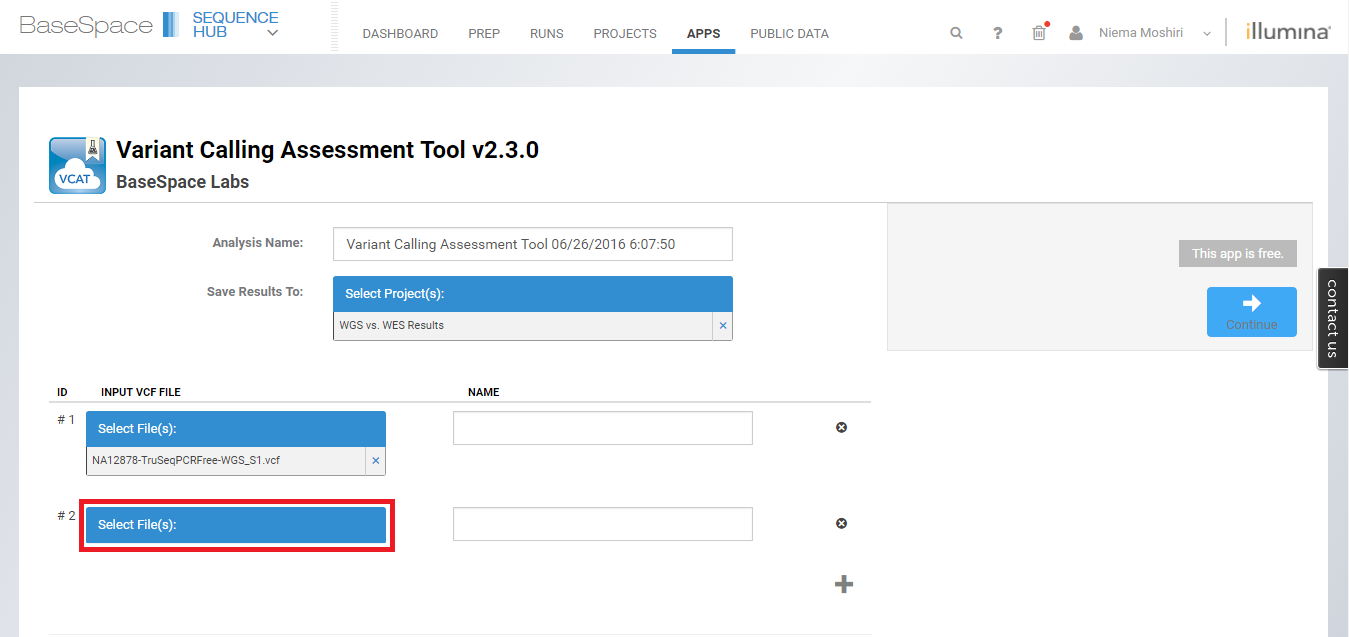 BaseSpace SEQUENCE HUB
DASHBOARD PREP RUNS PROJECTS APPS PUBLIC DATA
? Niema Moshiri illumina®
VCAT
Variant Calling Assessment Tool v2.3.0
BaseSpace Labs
Analysis Name: Variant Calling Assessment Tool 06/26/2016 6:07:50
This app is free.
Save Results To: Select Project(s):
WGS vs. WES Results ×
Continue
contact us
ID INPUT VCF FILE NAME
# 1 Select File(s):
NA12878-TruSeqPCRFree-WGS_S1.vcf ×
# 2 Select File(s):